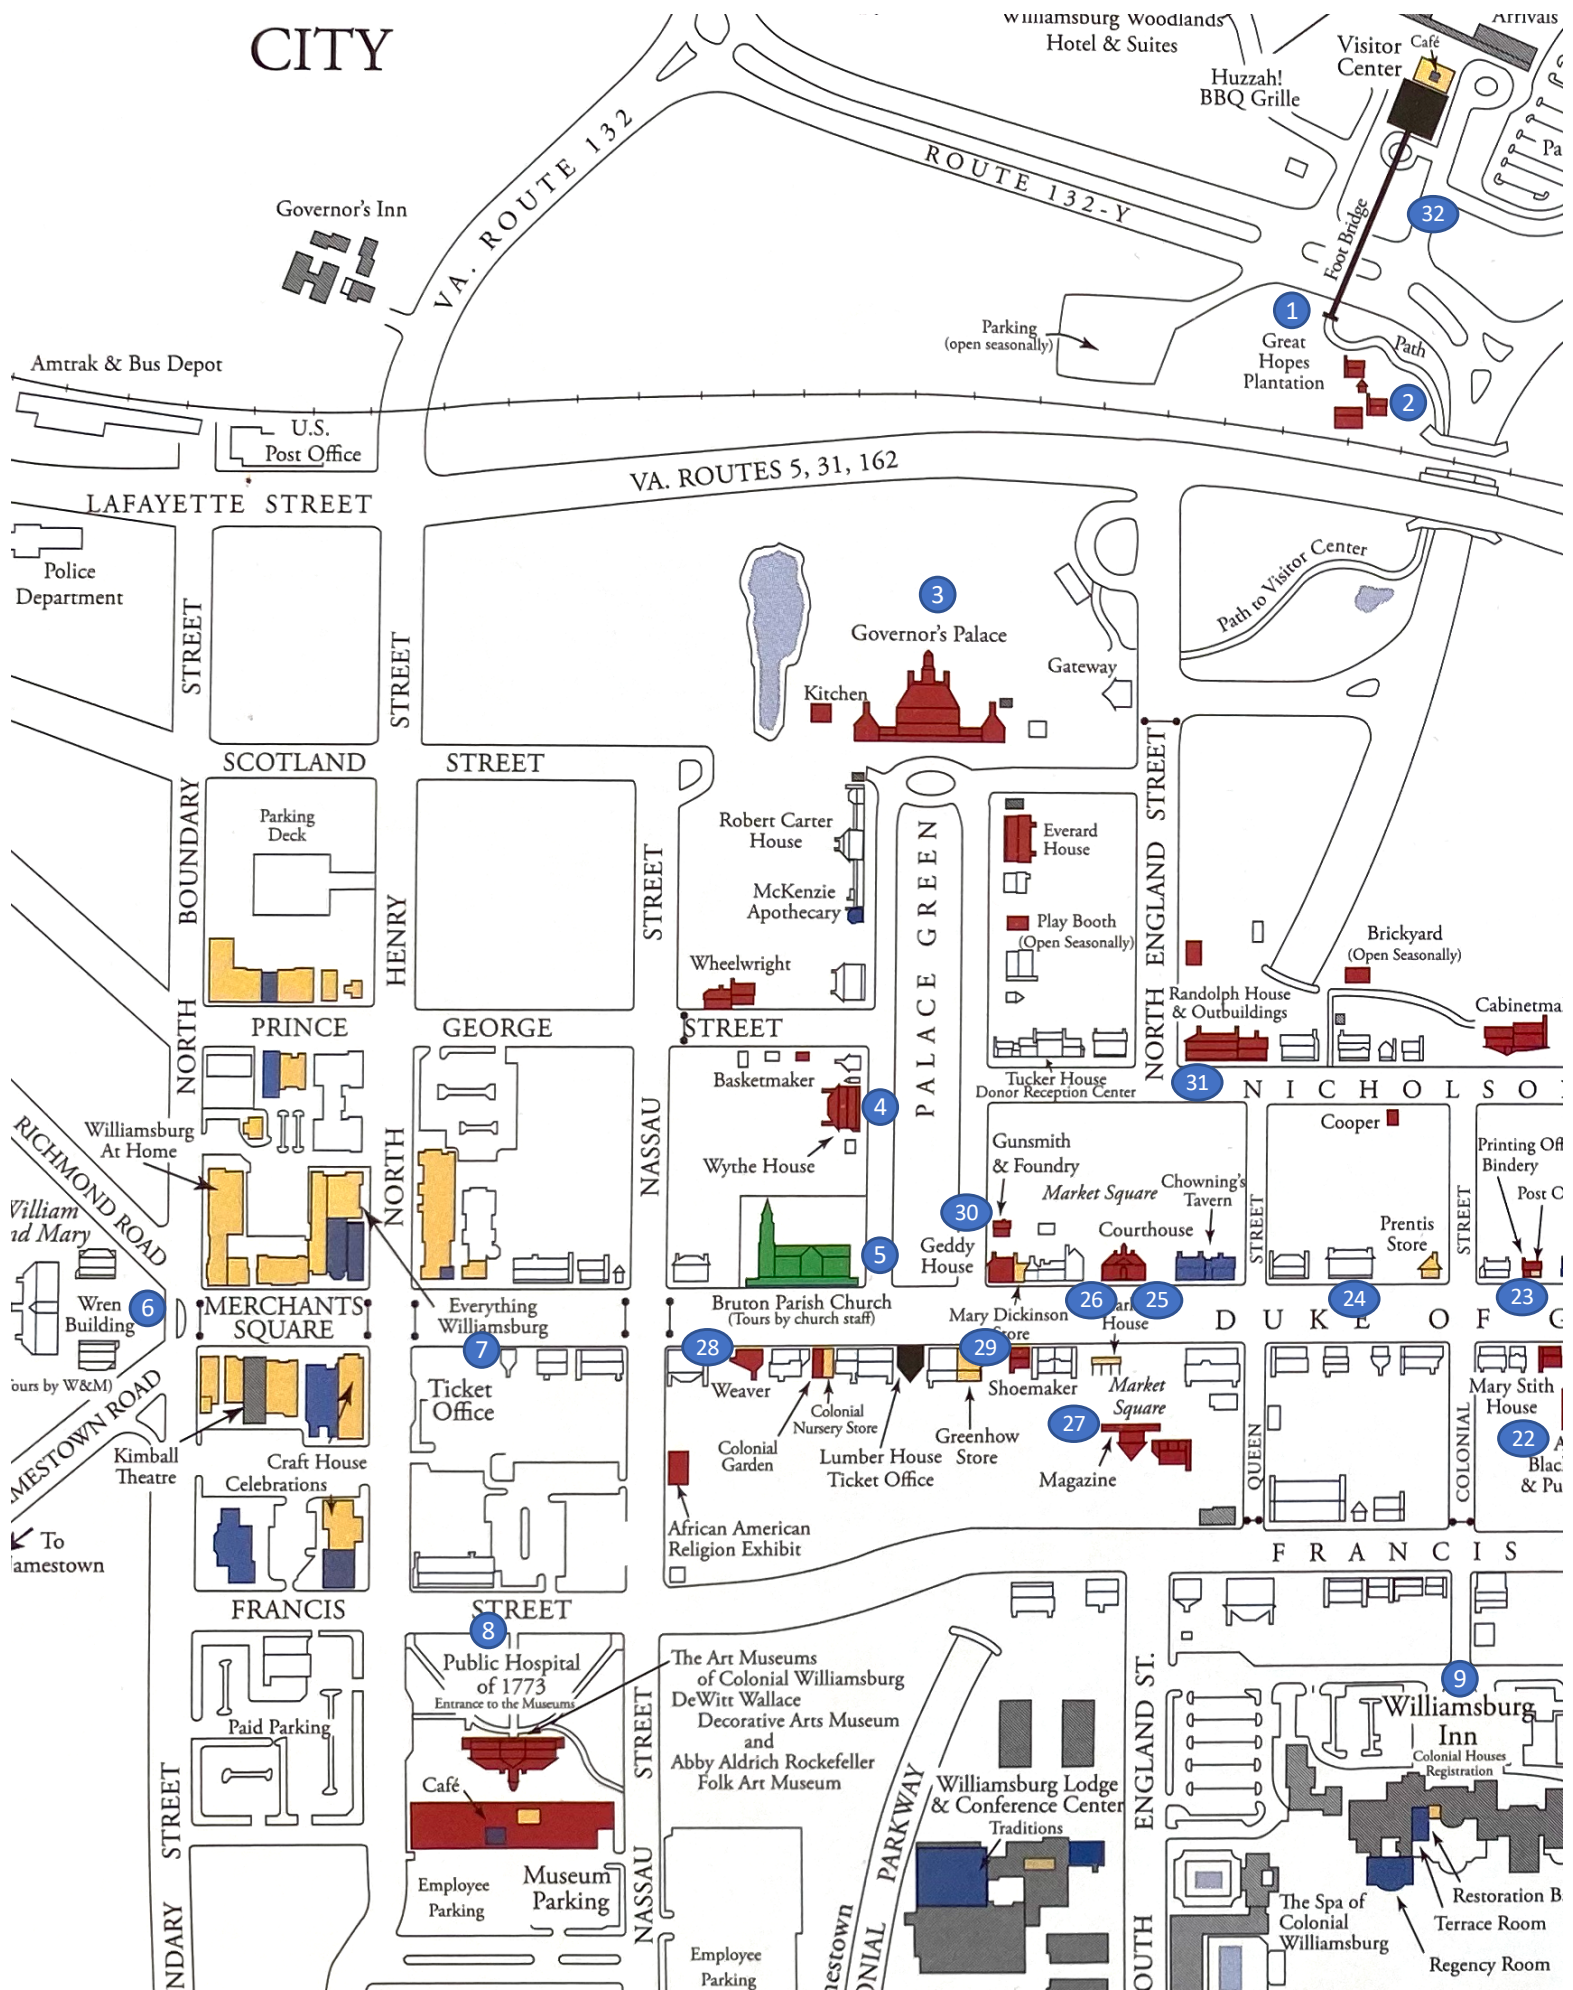 CITY
Williamsburg Woodlands
Hotel & Suites
Arrivals
Visitor
Center
Café
Huzzah!
BBQ Grille
Pa
VA. ROUTE 132
ROUTE 132-Y
Governor's Inn
32
Foot Bridge
1
Great
Hopes
Plantation
Path
2
Parking
(open seasonally)
Amtrak & Bus Depot
U.S.
Post Office
VA. ROUTES 5, 31, 162
LAFAYETTE STREET
Police
Department
Path to Visitor Center
3
Governor's Palace
Kitchen
Gateway
STREET
STREET
SCOTLAND STREET
Parking
Deck
NORTH BOUNDARY
NORTH HENRY
STREET
Robert Carter
House
McKenzie
Apothecary
Wheelwright
PALACE GREEN
Everard
House
Play Booth
(Open Seasonally)
NORTH ENGLAND STREET
Brickyard
(Open Seasonally)
Randolph House
& Outbuildings
Cabinetma
PRINCE GEORGE STREET
Tucker House
Donor Reception Center
31
NICHOLSO
Basketmaker
4
Wythe House
NASSAU
Cooper
Gunsmith
& Foundry
Market Square
Chowning's
Tavern
Courthouse
30
Geddy
House
Prentis
Store
STREET
STREET
Printing Off
Bindery
Post O
Williamsburg
At Home
RICHMOND ROAD
William
nd Mary
Wren
Building
6
MERCHANTS
SQUARE
Everything
Williamsburg
7
5
Bruton Parish Church
(Tours by church staff)
Mary Dickinson
Store
26
25
House
24
23
DUKE OF G
ours by W&M)
MESTOWN ROAD
Ticket
Office
28
Weaver
Colonial
Garden
Colonial
Nursery Store
Lumber House
Ticket Office
29
Greenhow
Store
Shoemaker
Market
Square
27
Magazine
QUEEN
COLONIAL
Mary Stith
House
22
A
Blac
& Pu
Kimball
Theatre
Craft House
Celebrations
To
amestown
African American
Religion Exhibit
FRANCIS STREET
FRANCIS
8
Public Hospital
of 1773
Entrance to the Museums
The Art Museums
of Colonial Williamsburg
DeWitt Wallace
Decorative Arts Museum
and
Abby Aldrich Rockefeller
Folk Art Museum
Paid Parking
Café
Museum
Parking
Employee
Parking
Employee
Parking
STREET
NDARY
STREET
NASSAU
PARKWAY
ONIAL
nestown
Williamsburg Lodge
& Conference Center
Traditions
ENGLAND ST.
OUTH
9
Williamsburg
Inn
Colonial Houses
Registration
The Spa of
Colonial
Williamsburg
Restoration B
Terrace Room
Regency Room